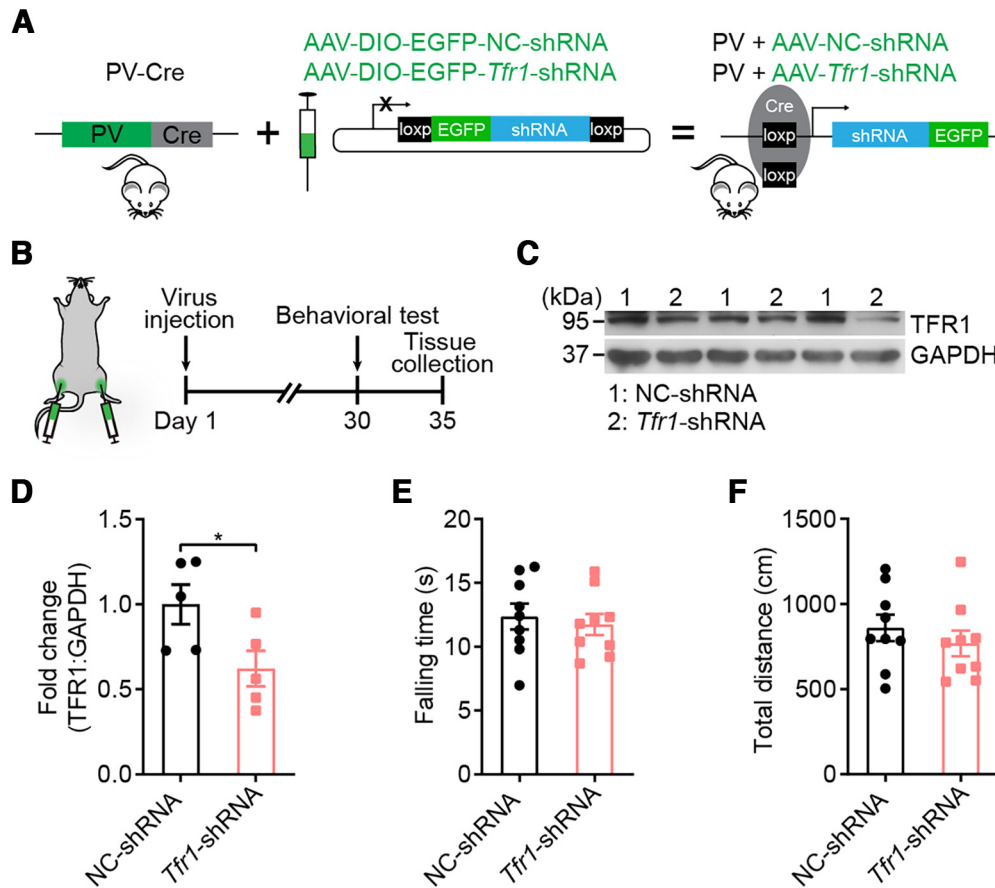 A
PV-Cre
AAV-DIO-EGFP-NC-shRNA
AAV-DIO-EGFP-Tfr1-shRNA
PV + AAV-NC-shRNA
PV + AAV-Tfr1-shRNA
PV Cre
+
X
loxp EGFP shRNA loxp
=
Cre
loxp shRNA EGFP
loxp
B
Virus
injection
Behavioral test
Tissue
collection
Day 1 30 35
C
(kDa) 1 2 1 2 1 2
95 TFR1
37 GAPDH
1: NC-shRNA
2: Tfr1-shRNA
D
Fold change
(TFR1:GAPDH)
1.5
1.0
0.5
0.0
*
NC-shRNA
Tfr1-shRNA
E
Falling time (s)
20
15
10
5
0
NC-shRNA
Tfr1-shRNA
F
Total distance (cm)
1500
1000
500
0
NC-shRNA
Tfr1-shRNA